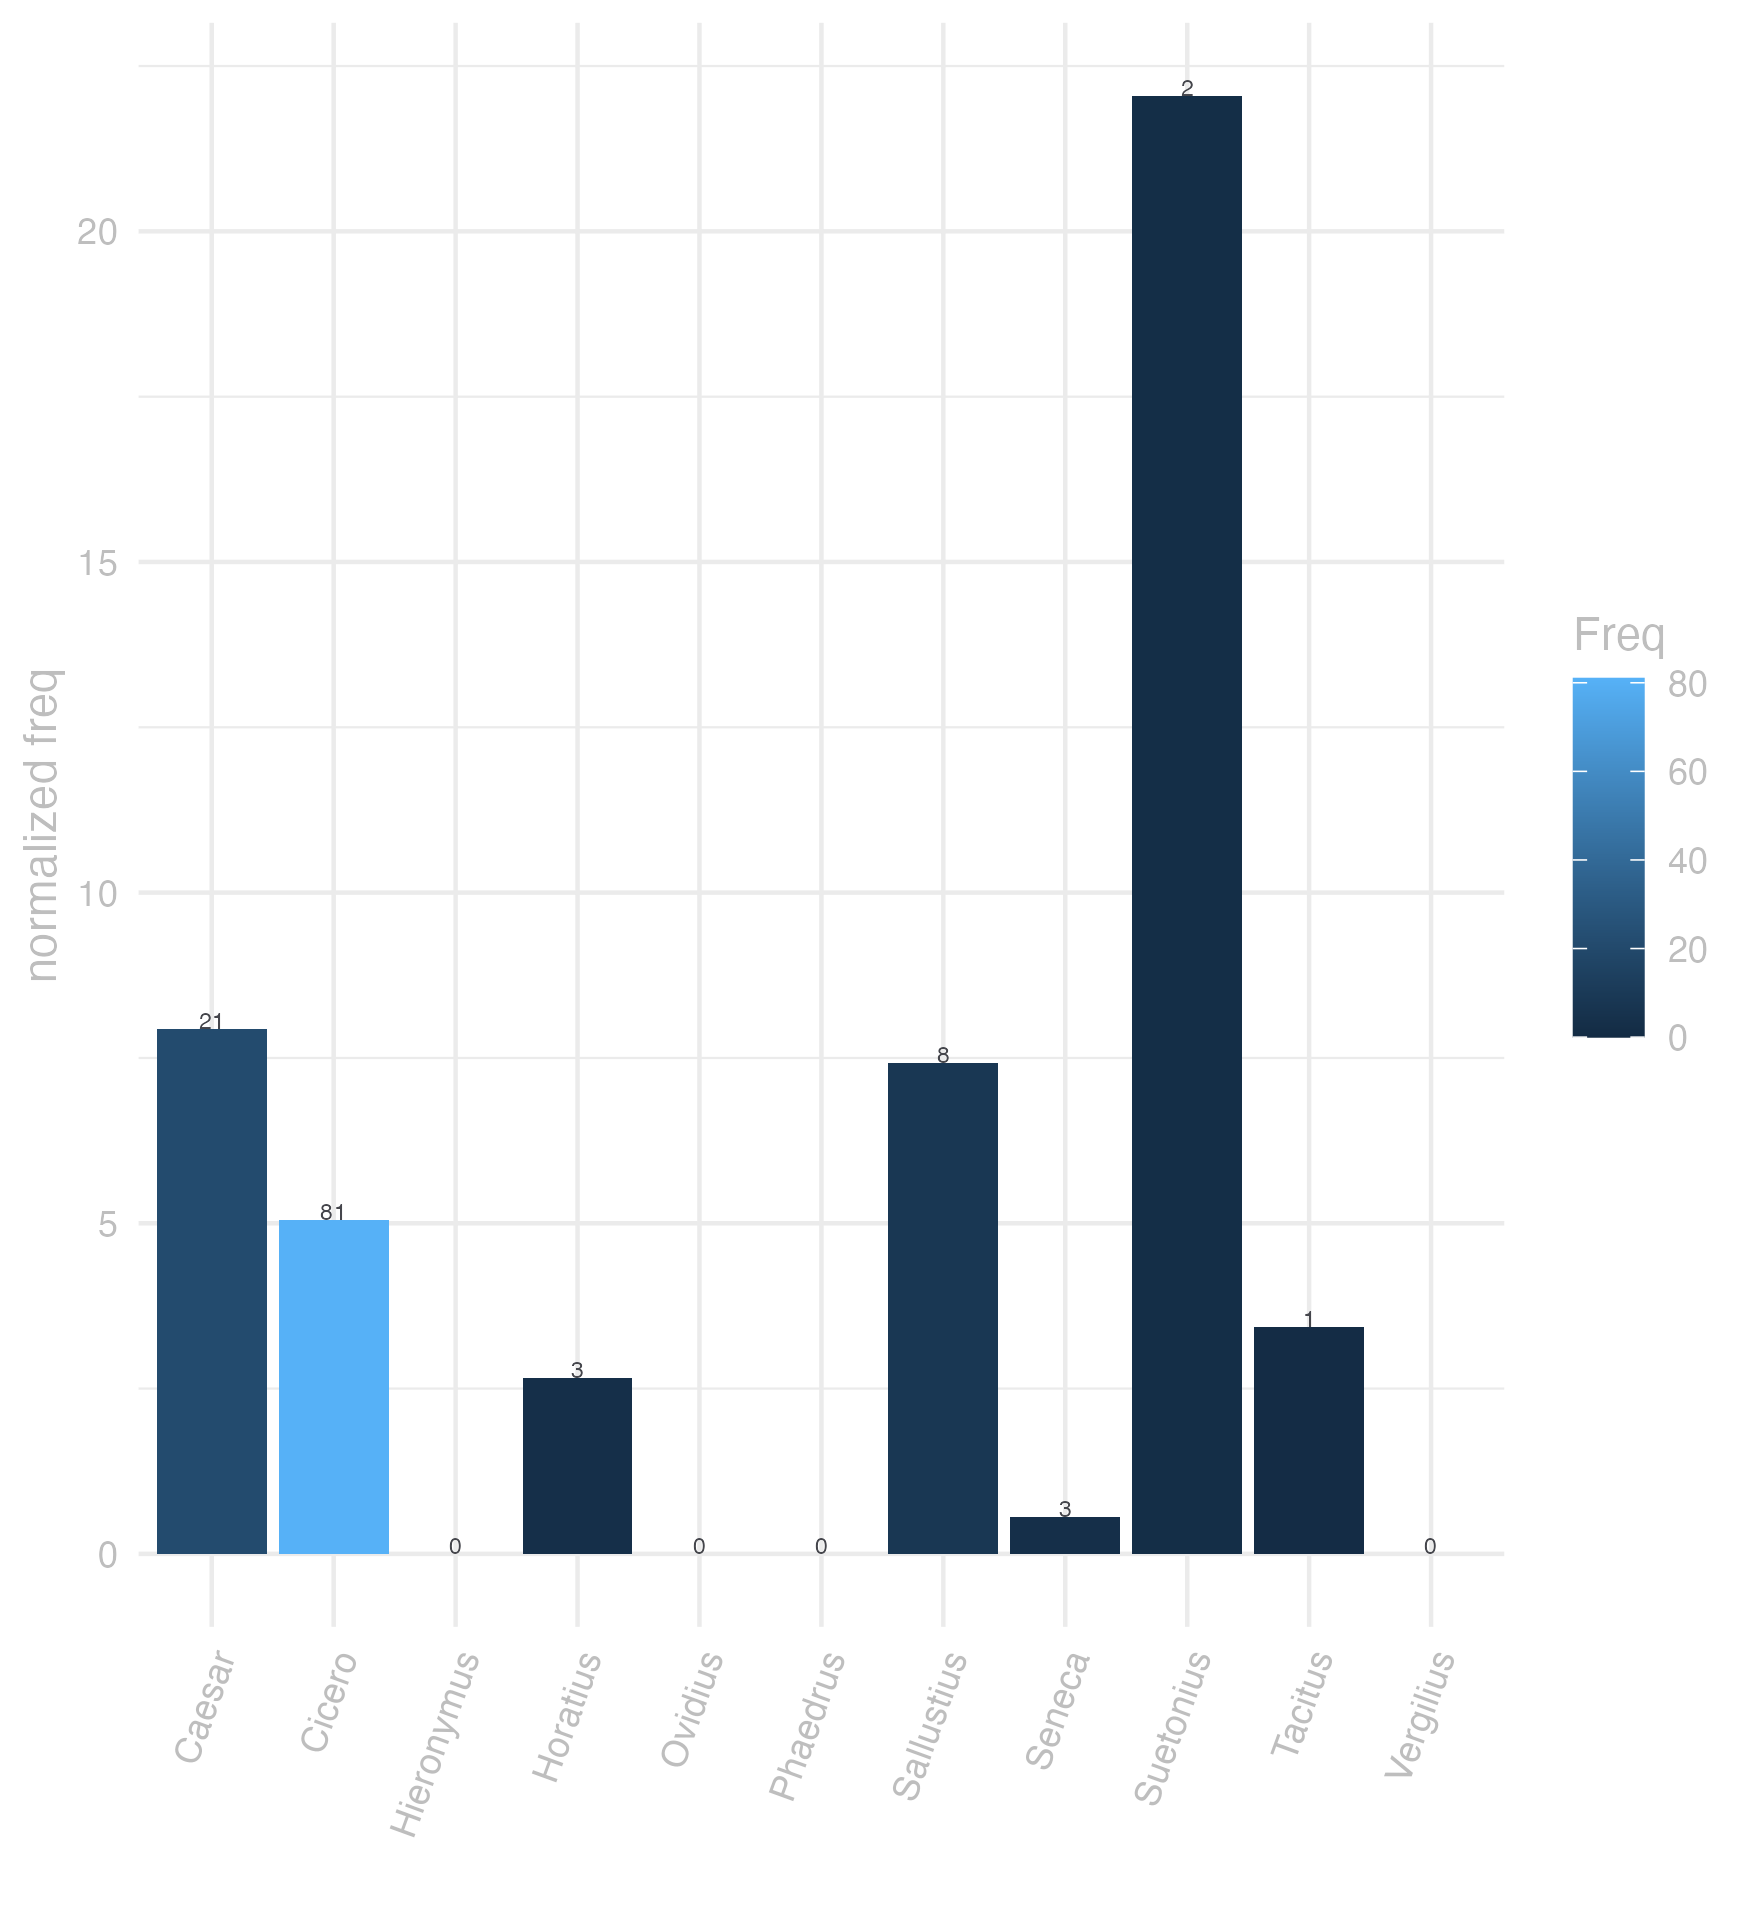 normalized freq
20
15
10
5
0
2
21
8
81
1
3
3
0
0
0
0
Caesar
Cicero
Hieronymus
Horatius
Ovidius
Phaedrus
Sallustius
Seneca
Suetonius
Tacitus
Vergilius
Freq
80
60
40
20
0